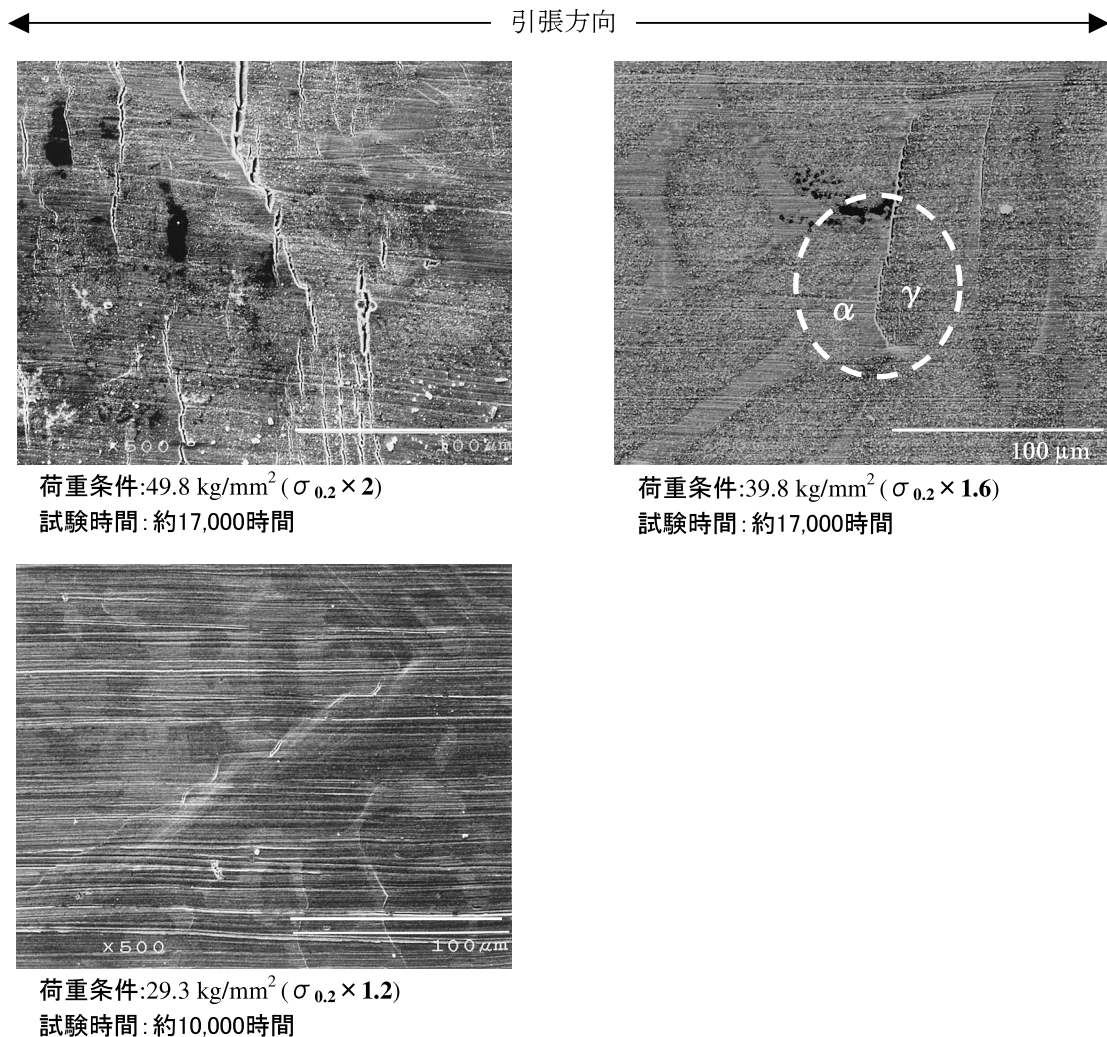 引張方向
×500
100μm
α
γ
100 μm
荷重条件:49.8 kg/mm² (σ0.2×2)
試験時間:約17,000時間
荷重条件:39.8 kg/mm² (σ0.2×1.6)
試験時間:約17,000時間
×500
100μm
荷重条件:29.3 kg/mm² (σ0.2×1.2)
試験時間:約10,000時間